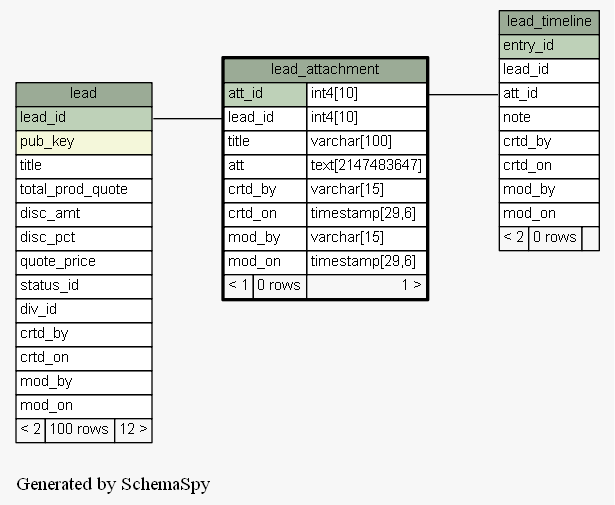 lead
lead_id
pub_key
title
total_prod_quote
disc_amt
disc_pct
quote_price
status_id
div_id
crtd_by
crtd_on
mod_by
mod_on
< 2 100 rows 12 >
lead_attachment
att_id int4[10]
lead_id int4[10]
title varchar[100]
att text[2147483647]
crtd_by varchar[15]
crtd_on timestamp[29,6]
mod_by varchar[15]
mod_on timestamp[29,6]
< 1 0 rows 1 >
lead_timeline
entry_id
lead_id
att_id
note
crtd_by
crtd_on
mod_by
mod_on
< 2 0 rows
Generated by SchemaSpy